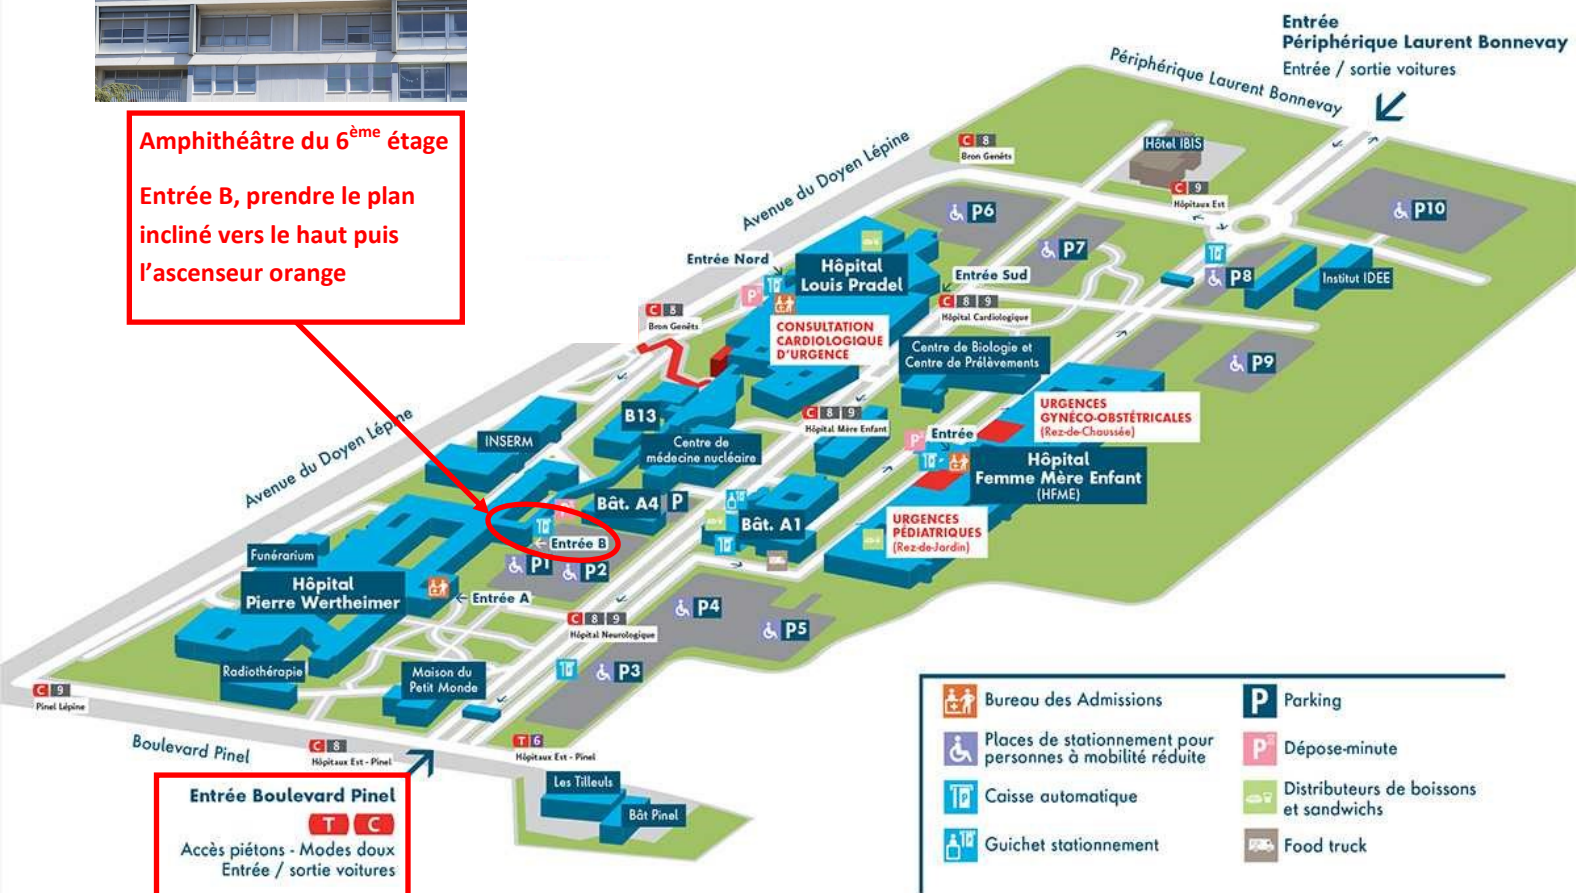 Entrée
Périphérique Laurent Bonnevay
Entrée / sortie voitures
Périphérique Laurent Bonnevay
Amphithéâtre du 6ème étage
Entrée B, prendre le plan
incliné vers le haut puis
l'ascenseur orange
Avenue du Doyen Lépine
C 8
Bron Genêts
Hôtel IBIS
C 9
Hôpitaux Est
P6
P7
P10
P8
Institut IDEE
P9
Entrée Nord
Hôpital
Louis Pradel
Entrée Sud
C 8 9
Hôpital Cardiologique
P
C 8
Bron Genêts
CONSULTATION
CARDIOLOGIQUE
D'URGENCE
Centre de Biologie et
Centre de Prélèvements
URGENCES
GYNÉCO-OBSTÉTRICALES
(Rez-de-Chaussée)
C 8 9
Hôpital Mère Enfant
P
Entrée
Hôpital
Femme Mère Enfant
(HFME)
URGENCES
PÉDIATRIQUES
(Rez-de-Jardin)
B13
INSERM
Centre de
médecine nucléaire
Avenue du Doyen Lépine
Bât. A4
P
Bât. A1
Entrée B
P1
P2
Funérarium
Hôpital
Pierre Wertheimer
Entrée A
C 8 9
Hôpital Neurologique
P4
P5
P3
Radiothérapie
Maison du
Petit Monde
C 9
Pinel Lépine
Boulevard Pinel
C 8
Hôpitaux Est - Pinel
T 6
Hôpitaux Est - Pinel
Les Tilleuls
Bât Pinel
Entrée Boulevard Pinel
T C
Accès piétons - Modes doux
Entrée / sortie voitures
Bureau des Admissions
Places de stationnement pour
personnes à mobilité réduite
Caisse automatique
Guichet stationnement
P Parking
P Dépose-minute
Distributeurs de boissons
et sandwichs
Food truck